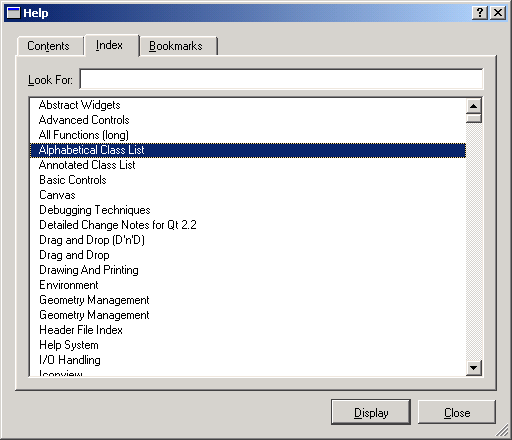 Help
Contents Index Bookmarks
Look For:
Abstract Widgets
Advanced Controls
All Functions (long)
Alphabetical Class List
Annotated Class List
Basic Controls
Canvas
Debugging Techniques
Detailed Change Notes for Qt 2.2
Drag and Drop (D'n'D)
Drag and Drop
Drawing And Printing
Environment
Geometry Management
Geometry Management
Header File Index
Help System
I/O Handling
Iconview
Display Close